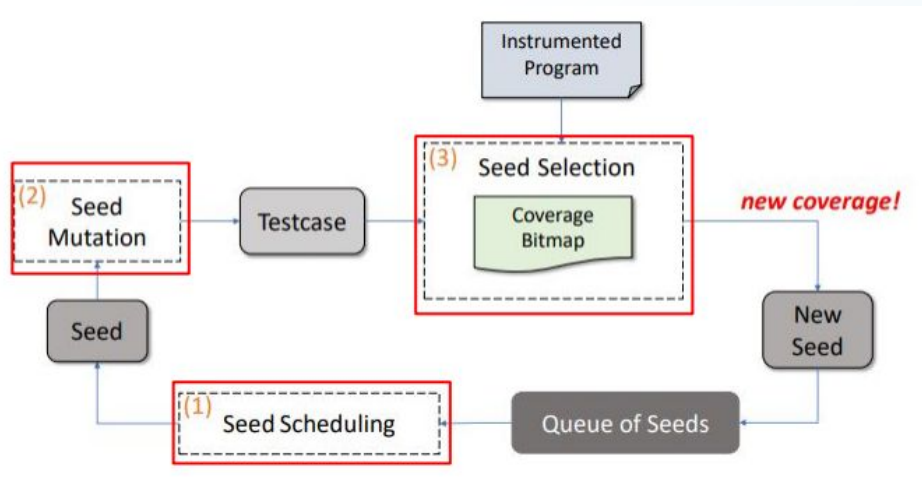 Instrumented
Program
(3)
Seed Selection
Coverage
Bitmap
new coverage!
(2)
Seed
Mutation
Testcase
New
Seed
Seed
(1)
Seed Scheduling
Queue of Seeds